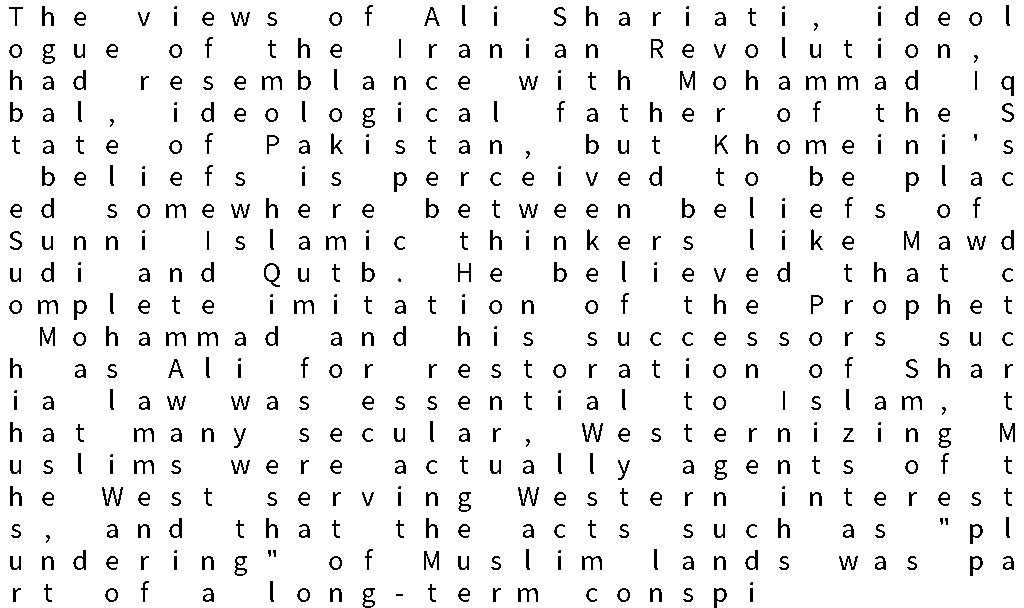 The views of Ali Shariati, ideol
ogue of the Iranian Revolution,
had resemblance with Mohammad Iq
bal, ideological father of the S
tate of Pakistan, but Khomeini's
 beliefs is perceived to be plac
ed somewhere between beliefs of
Sunni Islamic thinkers like Mawd
udi and Qutb. He believed that c
omplete imitation of the Prophet
 Mohammad and his successors suc
h as Ali for restoration of Shar
ia law was essential to Islam, t
hat many secular, Westernizing M
uslims were actually agents of t
he West serving Western interest
s, and that the acts such as "pl
undering" of Muslim lands was pa
rt of a long-term conspi